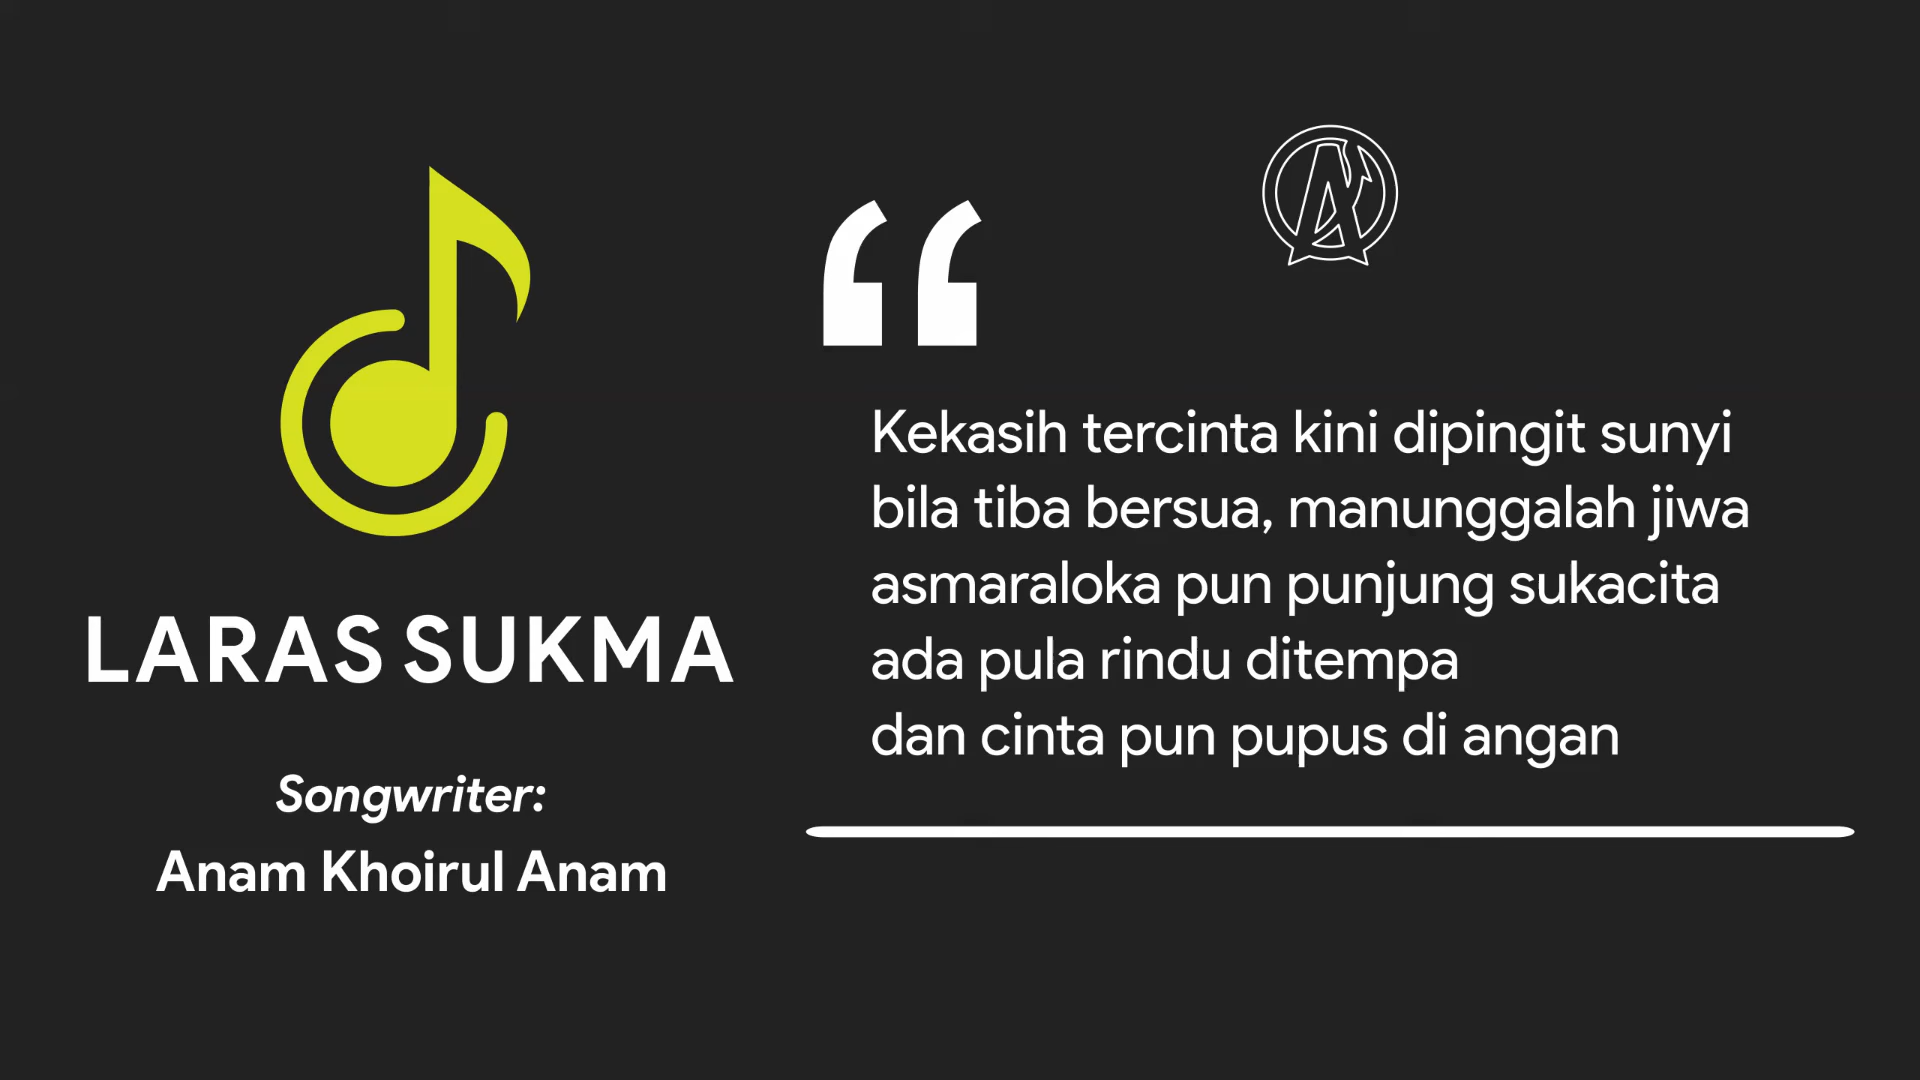 LARAS SUKMA
Songwriter:
Anam Khoirul Anam
Kekasih tercinta kini dipingit sunyi
bila tiba bersua, manunggalah jiwa
asmaraloka pun punjung sukacita
ada pula rindu ditempa
dan cinta pun pupus di angan